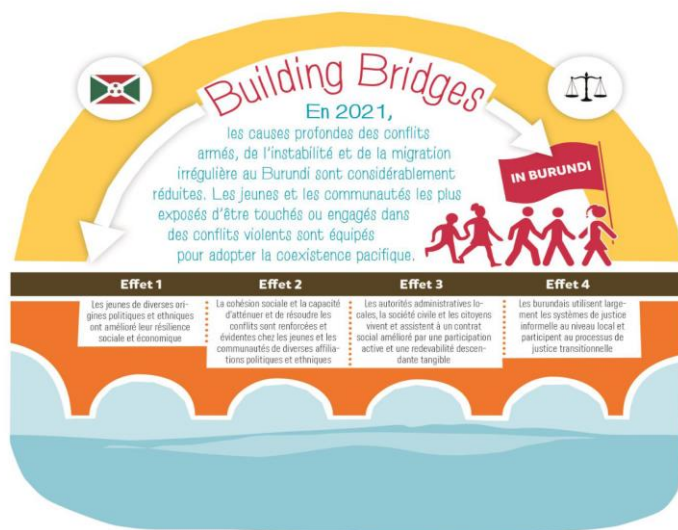 Building Bridges
En 2021,
les causes profondes des conflits
armés, de l'instabilité et de la migration
irrégulière au Burundi sont considérablement
réduites. Les jeunes et les communautés les plus
exposés d'être touchés ou engagés dans
des conflits violents sont équipés
pour adopter la coexistence pacifique.
IN BURUNDI
Effet 1
Les jeunes de diverses ori-
gines politiques et ethniques
ont amélioré leur résilience
sociale et économique
Effet 2
La cohésion sociale et la capacité
d'atténuer et de résoudre les
conflits sont renforcées et
évidentes chez les jeunes et les
communautés de diverses affilia-
tions politiques et ethniques
Effet 3
Les autorités administratives lo-
cales, la société civile et les citoyens
vivent et assistent à un contrat
social amélioré par une participation
active et une redevabilité descen-
dante tangible
Effet 4
Les burundais utilisent large-
ment les systèmes de justice
informelle au niveau local et
participent au processus de
justice transitionnelle